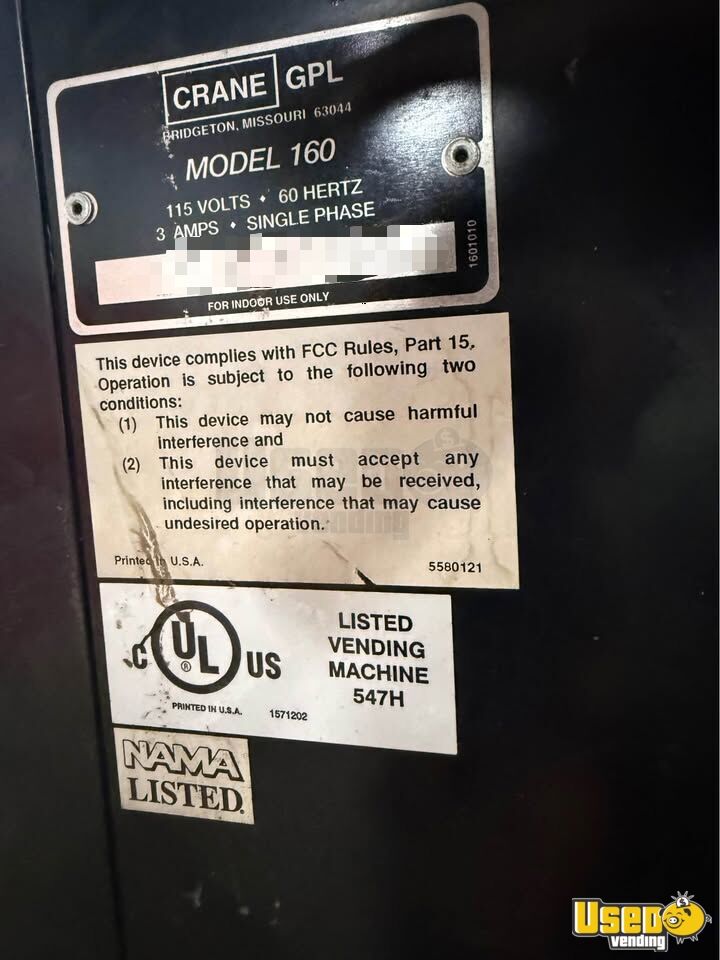 CRANE GPL
BRIDGETON, MISSOURI 63044
MODEL 160
115 VOLTS • 60 HERTZ
3 AMPS • SINGLE PHASE
1601010
FOR INDOOR USE ONLY
This device complies with FCC Rules, Part 15.
Operation is subject to the following two
conditions:
(1) This device may not cause harmful
interference and
(2) This device must accept any
interference that may be received,
including interference that may cause
undesired operation.
Printed in U.S.A. 5580121
C UL ® US
LISTED
VENDING
MACHINE
547H
PRINTED IN U.S.A. 1571202
NAMA
LISTED.
Used
vending